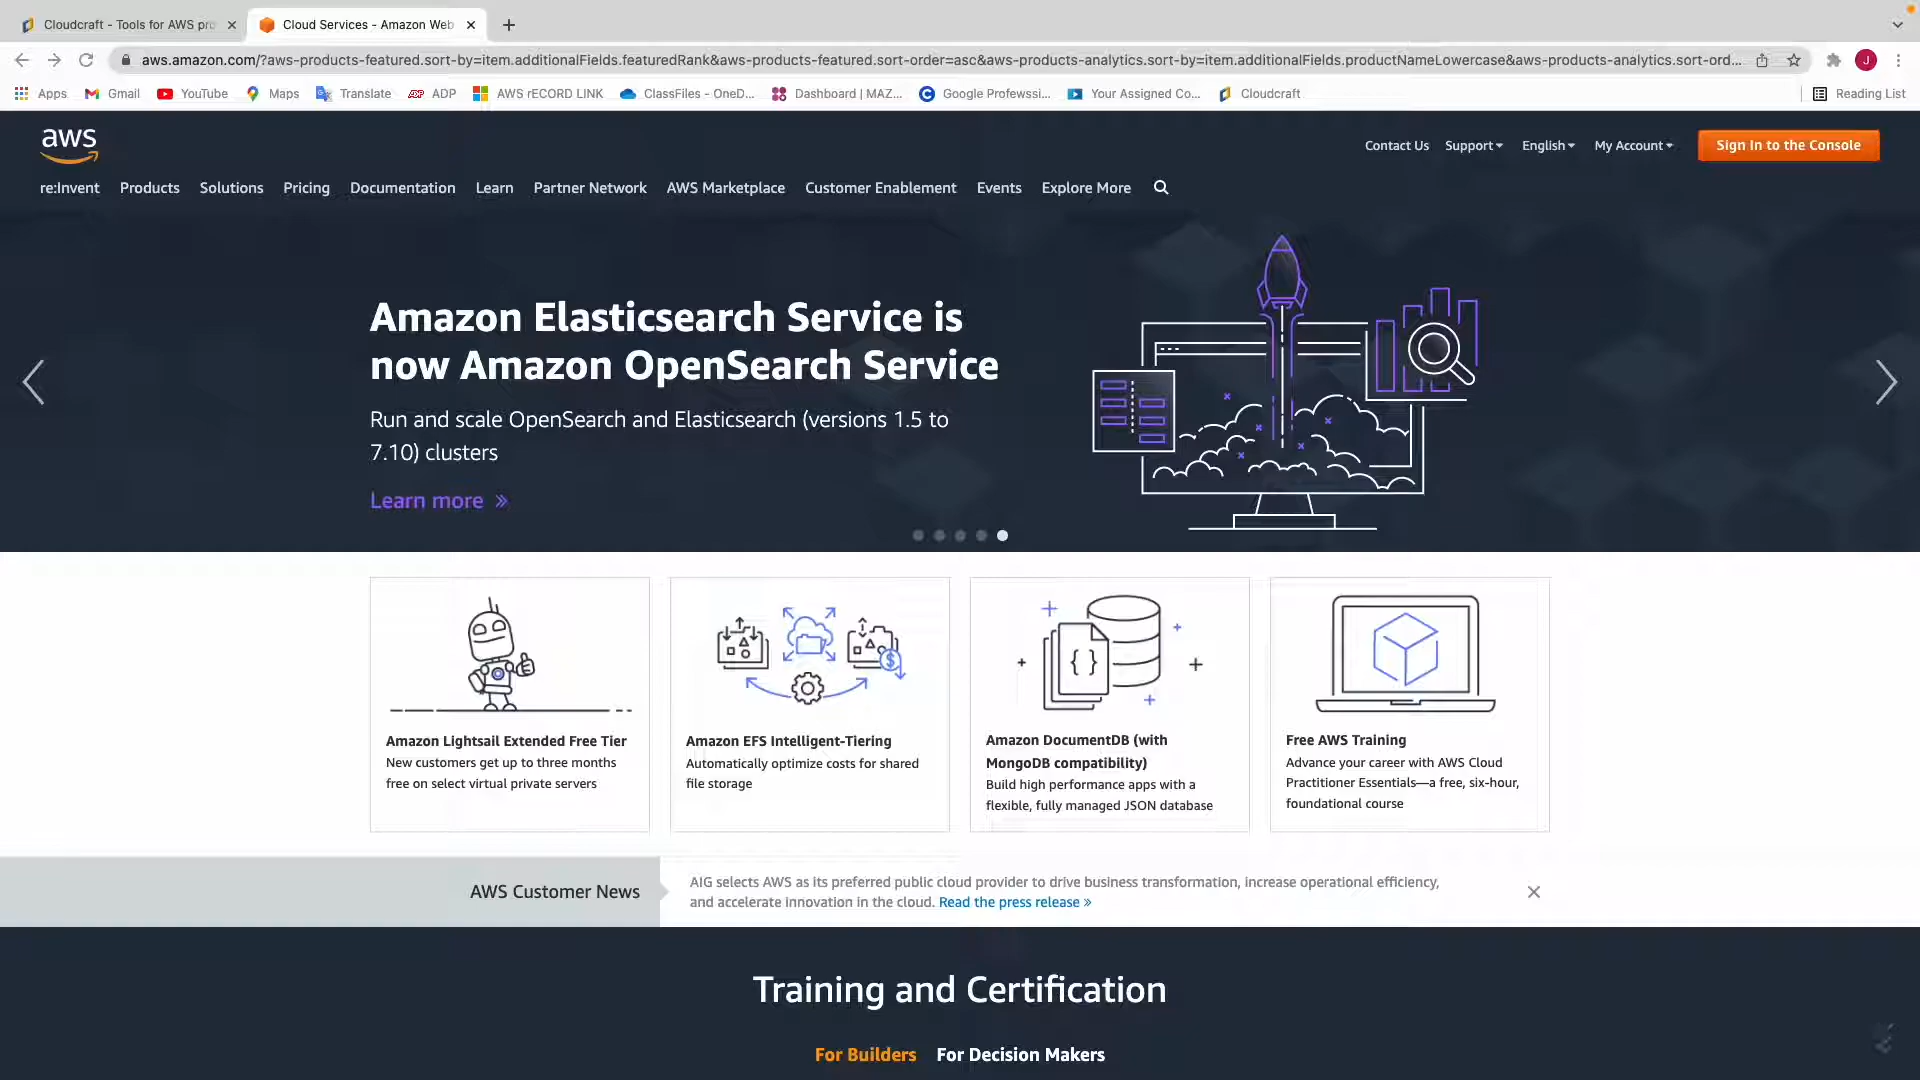 Cloudcraft - Tools for AWS pro
Cloud Services - Amazon Web
aws.amazon.com/?aws-products-featured.sort-by=item.additionalFields.featuredRank&aws-products-featured.sort-order=asc&aws-products-analytics.sort-by=item.additionalFields.productNameLowercase&aws-products-analytics.sort-ord...
J
Apps Gmail YouTube Maps Translate ADP AWS rECORD LINK ClassFiles - OneD... Dashboard | MAZ... Google Profewssi... Your Assigned Co... Cloudcraft Reading List
aws
Contact Us Support English My Account Sign In to the Console
re:Invent Products Solutions Pricing Documentation Learn Partner Network AWS Marketplace Customer Enablement Events Explore More
Amazon Elasticsearch Service is
now Amazon OpenSearch Service
Run and scale OpenSearch and Elasticsearch (versions 1.5 to
7.10) clusters
Learn more »
Amazon Lightsail Extended Free Tier
New customers get up to three months
free on select virtual private servers
Amazon EFS Intelligent-Tiering
Automatically optimize costs for shared
file storage
Amazon DocumentDB (with
MongoDB compatibility)
Build high performance apps with a
flexible, fully managed JSON database
Free AWS Training
Advance your career with AWS Cloud
Practitioner Essentials—a free, six-hour,
foundational course
AWS Customer News
AIG selects AWS as its preferred public cloud provider to drive business transformation, increase operational efficiency,
and accelerate innovation in the cloud. Read the press release »
Training and Certification
For Builders For Decision Makers